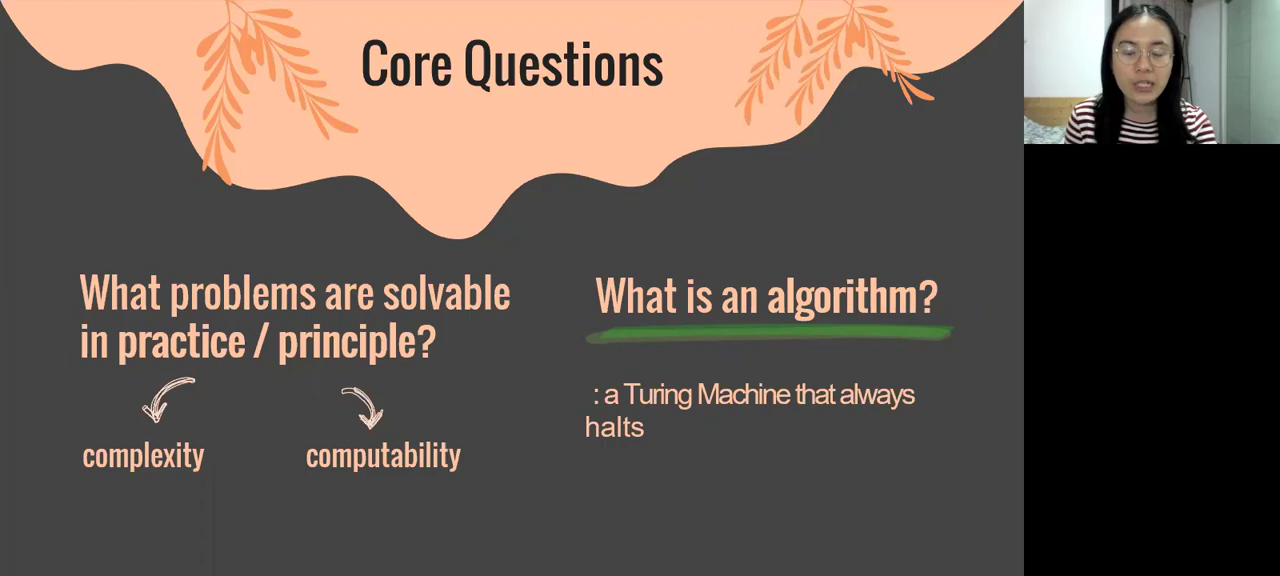 Core Questions
What problems are solvable
in practice / principle?
complexity
computability
What is an algorithm?
: a Turing Machine that always
halts